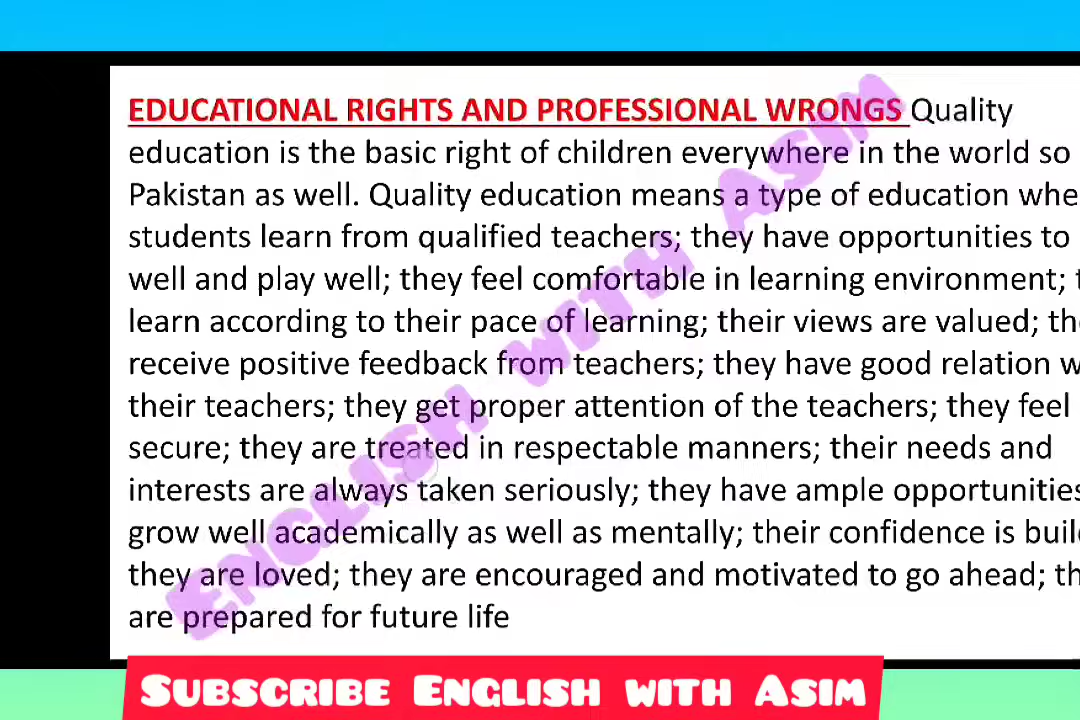 EDUCATIONAL RIGHTS AND PROFESSIONAL WRONGS Quality
education is the basic right of children everywhere in the world so
Pakistan as well. Quality education means a type of education
students learn from qualified teachers; they have opportunities to
well and play well; they feel comfortable in learning environment;
learn according to their pace of learning; their views are valued;
receive positive feedback from teachers; they have good relation
their teachers; they get proper attention of the teachers; they feel
secure; they are treated in respectable manners; their needs and
interests are always taken seriously; they have ample opportunities
grow well academically as well as mentally; their confidence is
they are loved; they are encouraged and motivated to go ahead;
are prepared for future life
ENGLISH WITH ASIM
SUBSCRIBE ENGLISH WITH ASIM